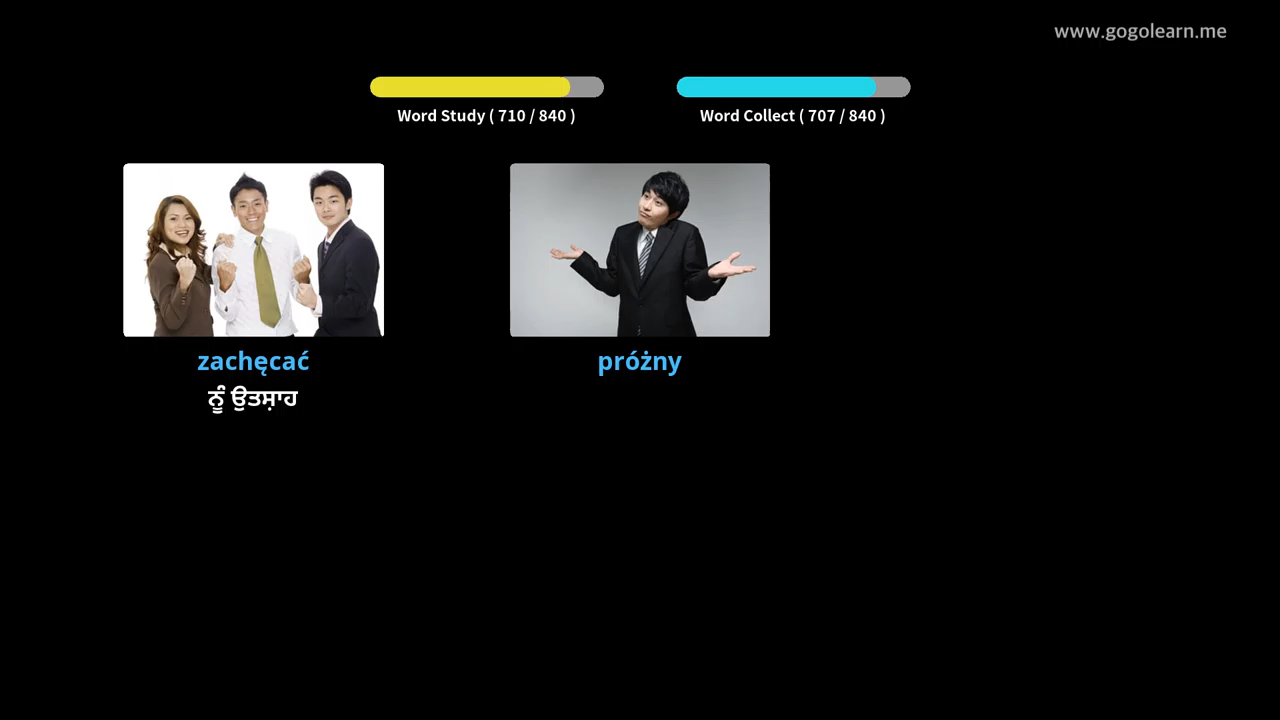 www.gogolearn.me
Word Study ( 710 / 840 )
Word Collect ( 707 / 840 )
zachęcać
próżny
ਨੂੰ ਉਤਸ਼ਾਹ